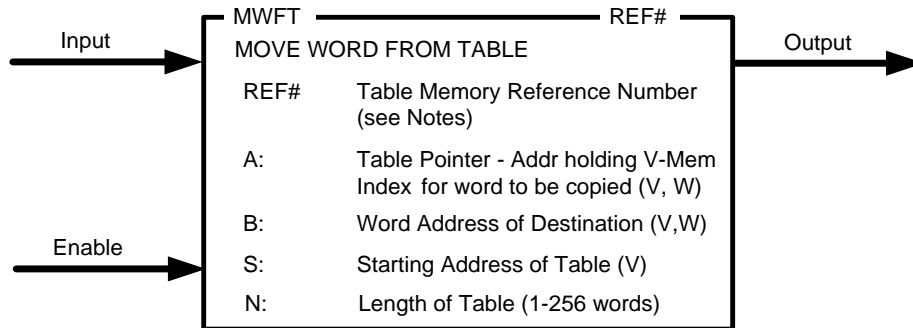 MWFT REF#
Input
MOVE WORD FROM TABLE
Output
REF# Table Memory Reference Number
(see Notes)
A: Table Pointer - Addr holding V-Mem
Index for word to be copied (V, W)
B: Word Address of Destination (V,W)
Enable
S: Starting Address of Table (V)
N: Length of Table (1-256 words)